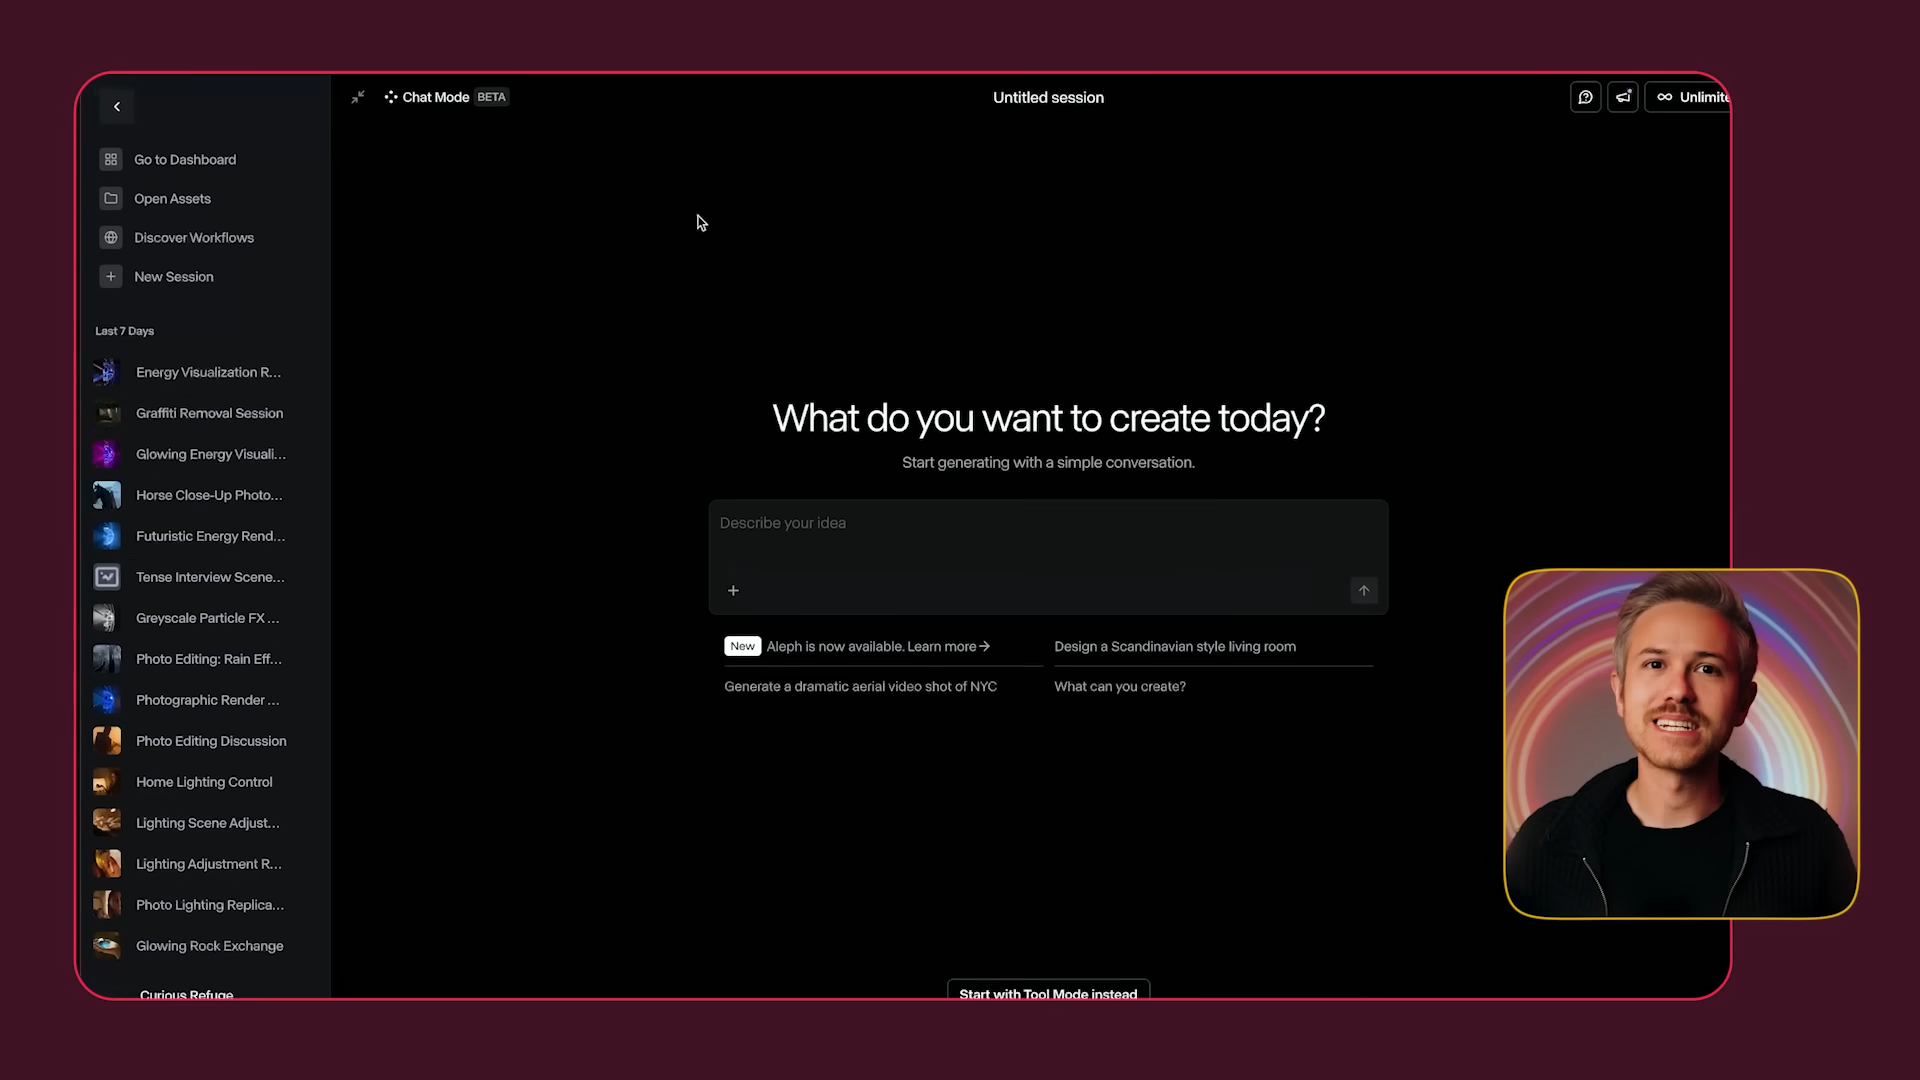 Chat Mode BETA
Untitled session
Unlimite
Go to Dashboard
Open Assets
Discover Workflows
New Session
Last 7 Days
Energy Visualization R...
Graffiti Removal Session
Glowing Energy Visuali...
Horse Close-Up Photo...
Futuristic Energy Rend...
Tense Interview Scene...
Greyscale Particle FX ...
Photo Editing: Rain Eff...
Photographic Render ...
Photo Editing Discussion
Home Lighting Control
Lighting Scene Adjust...
Lighting Adjustment R...
Photo Lighting Replica...
Glowing Rock Exchange
Curious Refuge
What do you want to create today?
Start generating with a simple conversation.
Describe your idea
New Aleph is now available. Learn more →
Design a Scandinavian style living room
Generate a dramatic aerial video shot of NYC
What can you create?
Start with Tool Mode instead